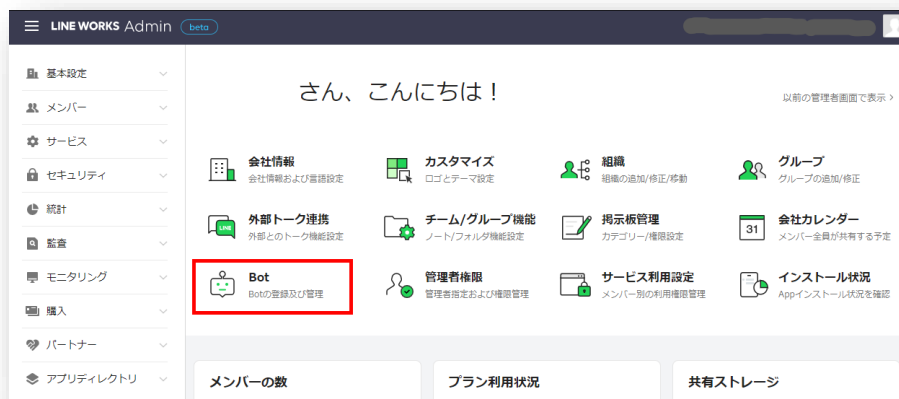 LINE WORKS Admin beta
基本設定
メンバー
サービス
セキュリティ
統計
監査
モニタリング
購入
パートナー
アプリディレクトリ
さん、こんにちは！
以前の管理者画面で表示 >
会社情報
会社情報および言語設定
カスタマイズ
ロゴとテーマ設定
組織
組織の追加/修正/移動
グループ
グループの追加/修正
LINE
外部トーク連携
外部とのトーク機能設定
チーム/グループ機能
ノート/フォルダ機能設定
掲示板管理
カテゴリー/権限設定
31
会社カレンダー
メンバー全員が共有する予定
Bot
Botの登録及び管理
管理者権限
管理者指定および権限管理
サービス利用設定
メンバー別の利用権限管理
インストール状況
Appインストール状況を確認
メンバーの数
プラン利用状況
共有ストレージ